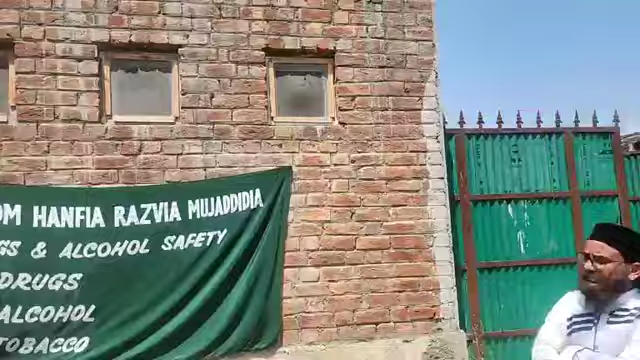 OM HANFIA RAZVIA MUJADDIDIA
GS & ALCOHOL SAFETY
DRUGS
ALCOHOL
TOBACCO